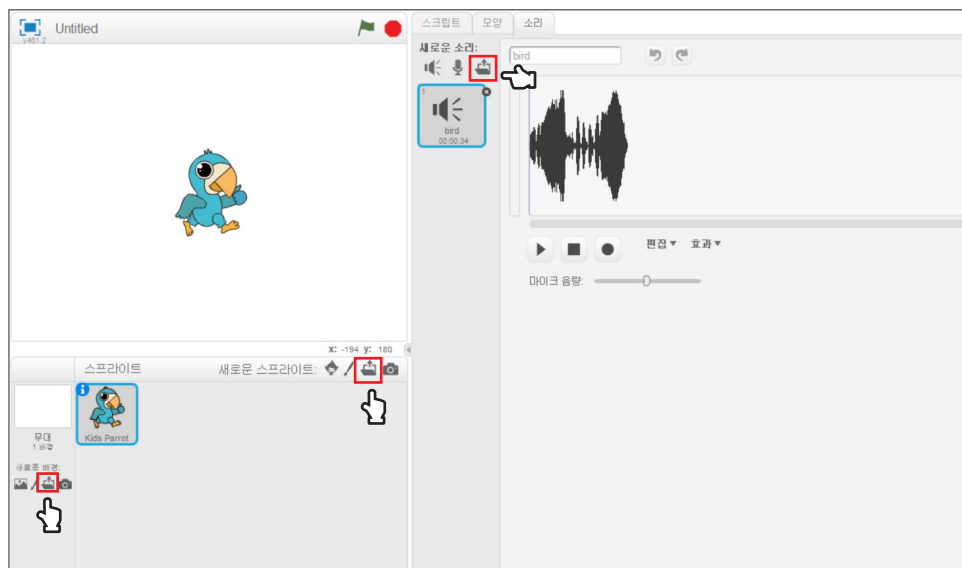 Untitled
v461.2
스크립트 모양 소리
새로운 소리:
bird
1
bird
00:00.34
편집 효과
마이크 음량:
x: -194 y: 180
스프라이트 새로운 스프라이트:
Kids Parrot
무대
1 배경
새로운 배경: